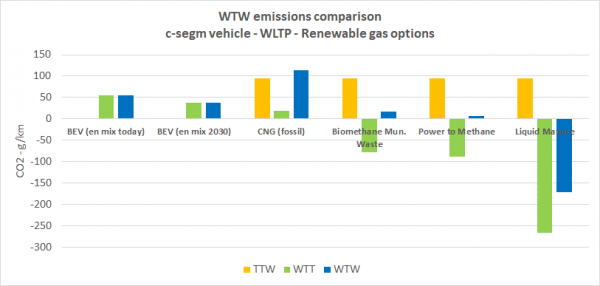 WTW emissions comparison
c-segm vehicle - WLTP - Renewable gas options
CO2 - g/km
150
100
50
0
-50
-100
-150
-200
-250
-300
BEV (en mix today)
BEV (en mix 2030)
CNG (fossil)
Biomethane Mun.
Waste
Power to Methane
Liquid Manure
TTW
WTT
WTW